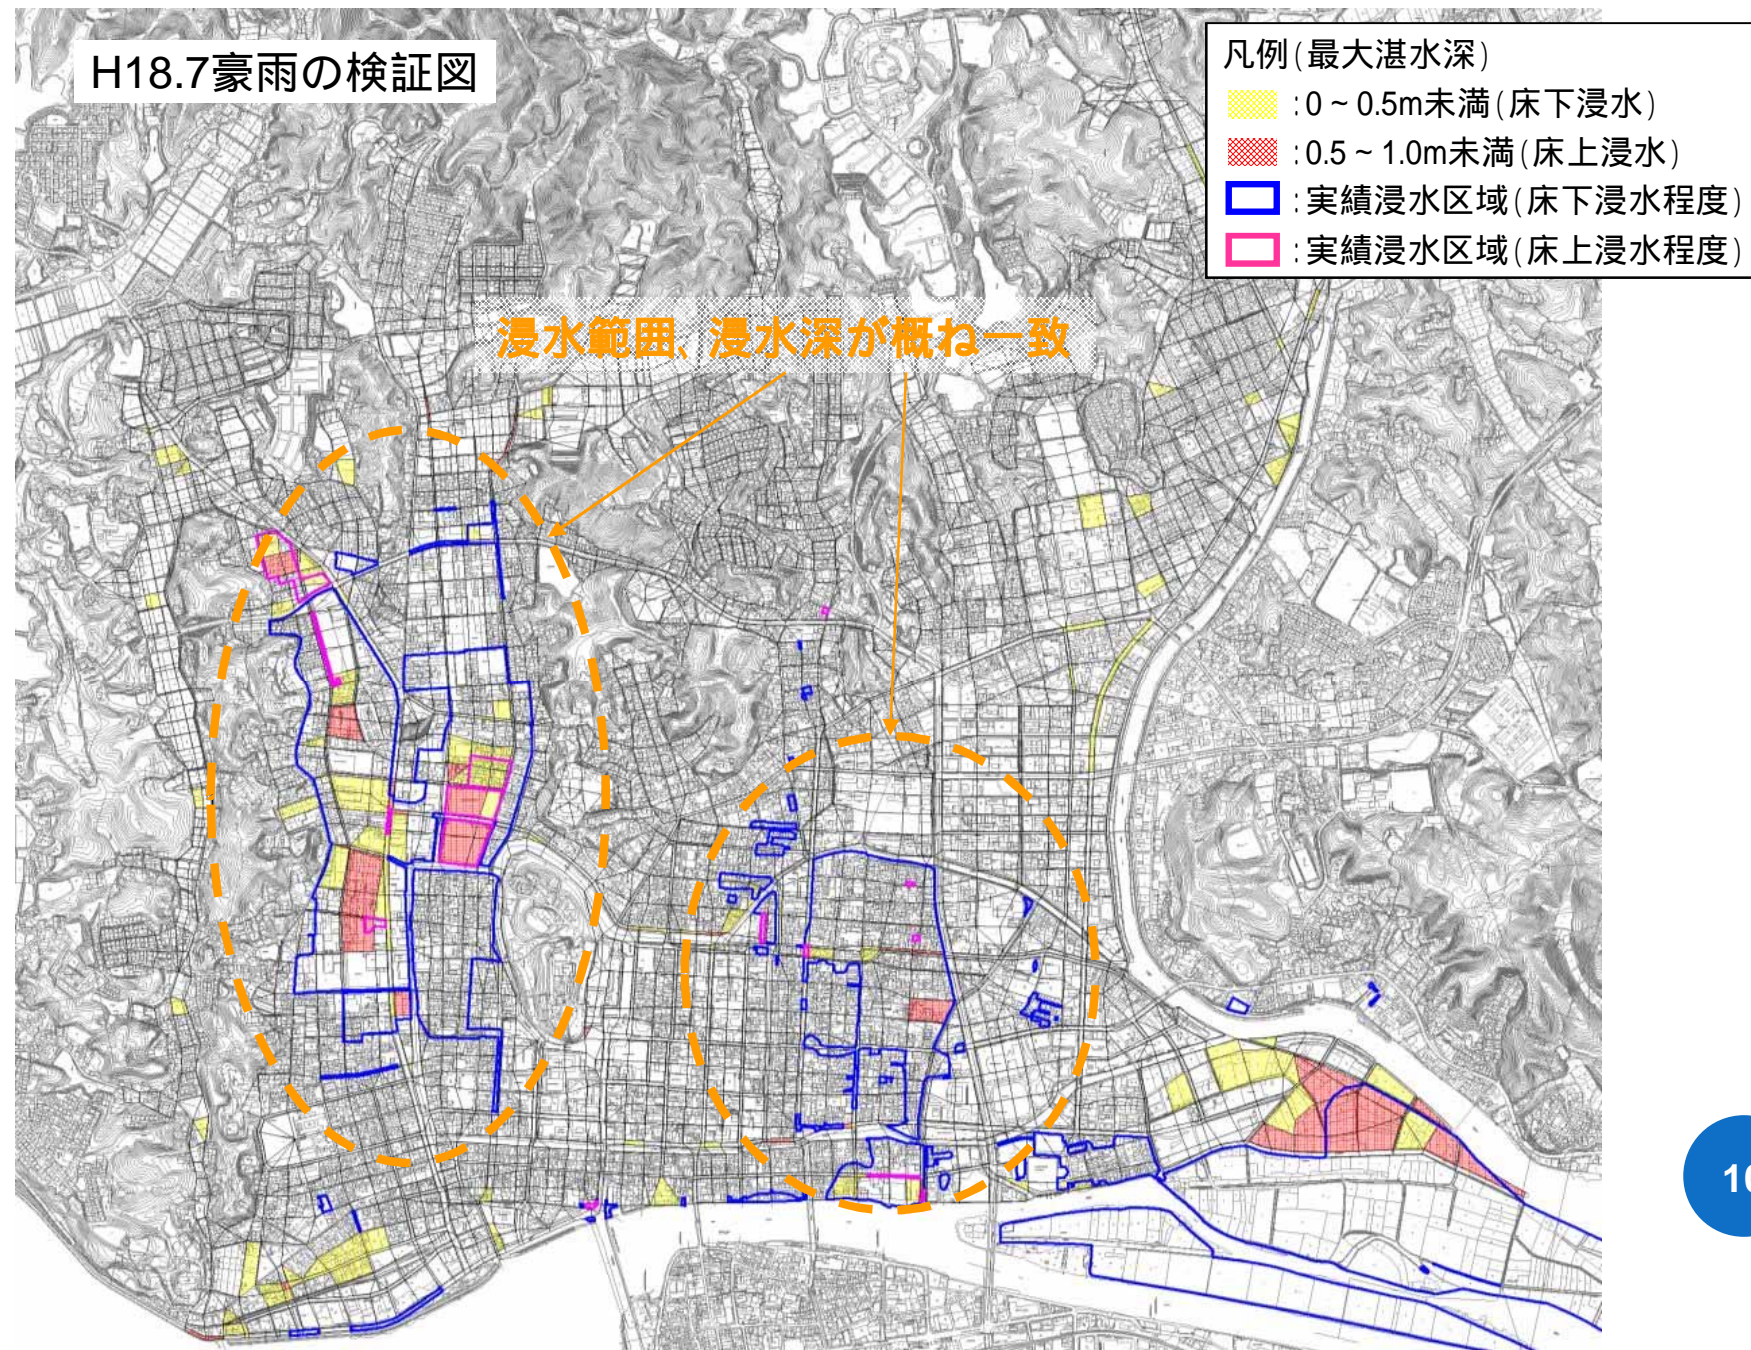 H18.7豪雨の検証図
凡例(最大湛水深)
:0~0.5m未満(床下浸水)
:0.5~1.0m未満(床上浸水)
:実績浸水区域(床下浸水程度)
:実績浸水区域(床上浸水程度)
浸水範囲、浸水深が概ね一致